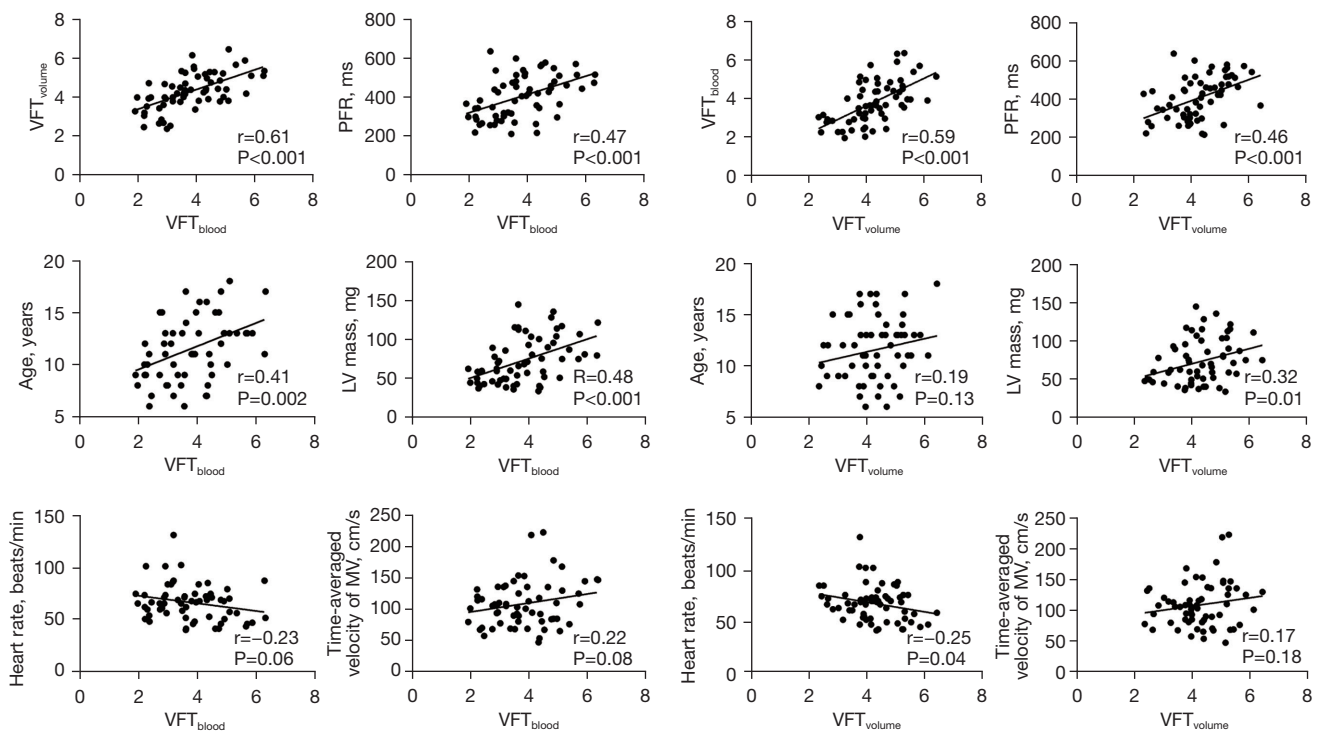 8
6
4
2
0
VFTvolume
r=0.61
P<0.001
0 2 4 6 8
VFTblood
800
600
400
200
0
PFR, ms
r=0.47
P<0.001
0 2 4 6 8
VFTblood
8
6
4
2
0
VFTblood
r=0.59
P<0.001
0 2 4 6 8
VFTvolume
800
600
400
200
0
PFR, ms
r=0.46
P<0.001
0 2 4 6 8
VFTvolume
20
15
10
5
Age, years
r=0.41
P=0.002
0 2 4 6 8
VFTblood
200
150
100
50
0
LV mass, mg
R=0.48
P<0.001
0 2 4 6 8
VFTblood
20
15
10
5
Age, years
r=0.19
P=0.13
0 2 4 6 8
VFTvolume
200
150
100
50
0
LV mass, mg
r=0.32
P=0.01
0 2 4 6 8
VFTvolume
150
100
50
0
Heart rate, beats/min
r=−0.23
P=0.06
0 2 4 6 8
VFTblood
250
200
150
100
50
0
Time-averaged
velocity of MV, cm/s
r=0.22
P=0.08
0 2 4 6 8
VFTblood
150
100
50
0
Heart rate, beats/min
r=−0.25
P=0.04
0 2 4 6 8
VFTvolume
250
200
150
100
50
0
Time-averaged
velocity of MV, cm/s
r=0.17
P=0.18
0 2 4 6 8
VFTvolume